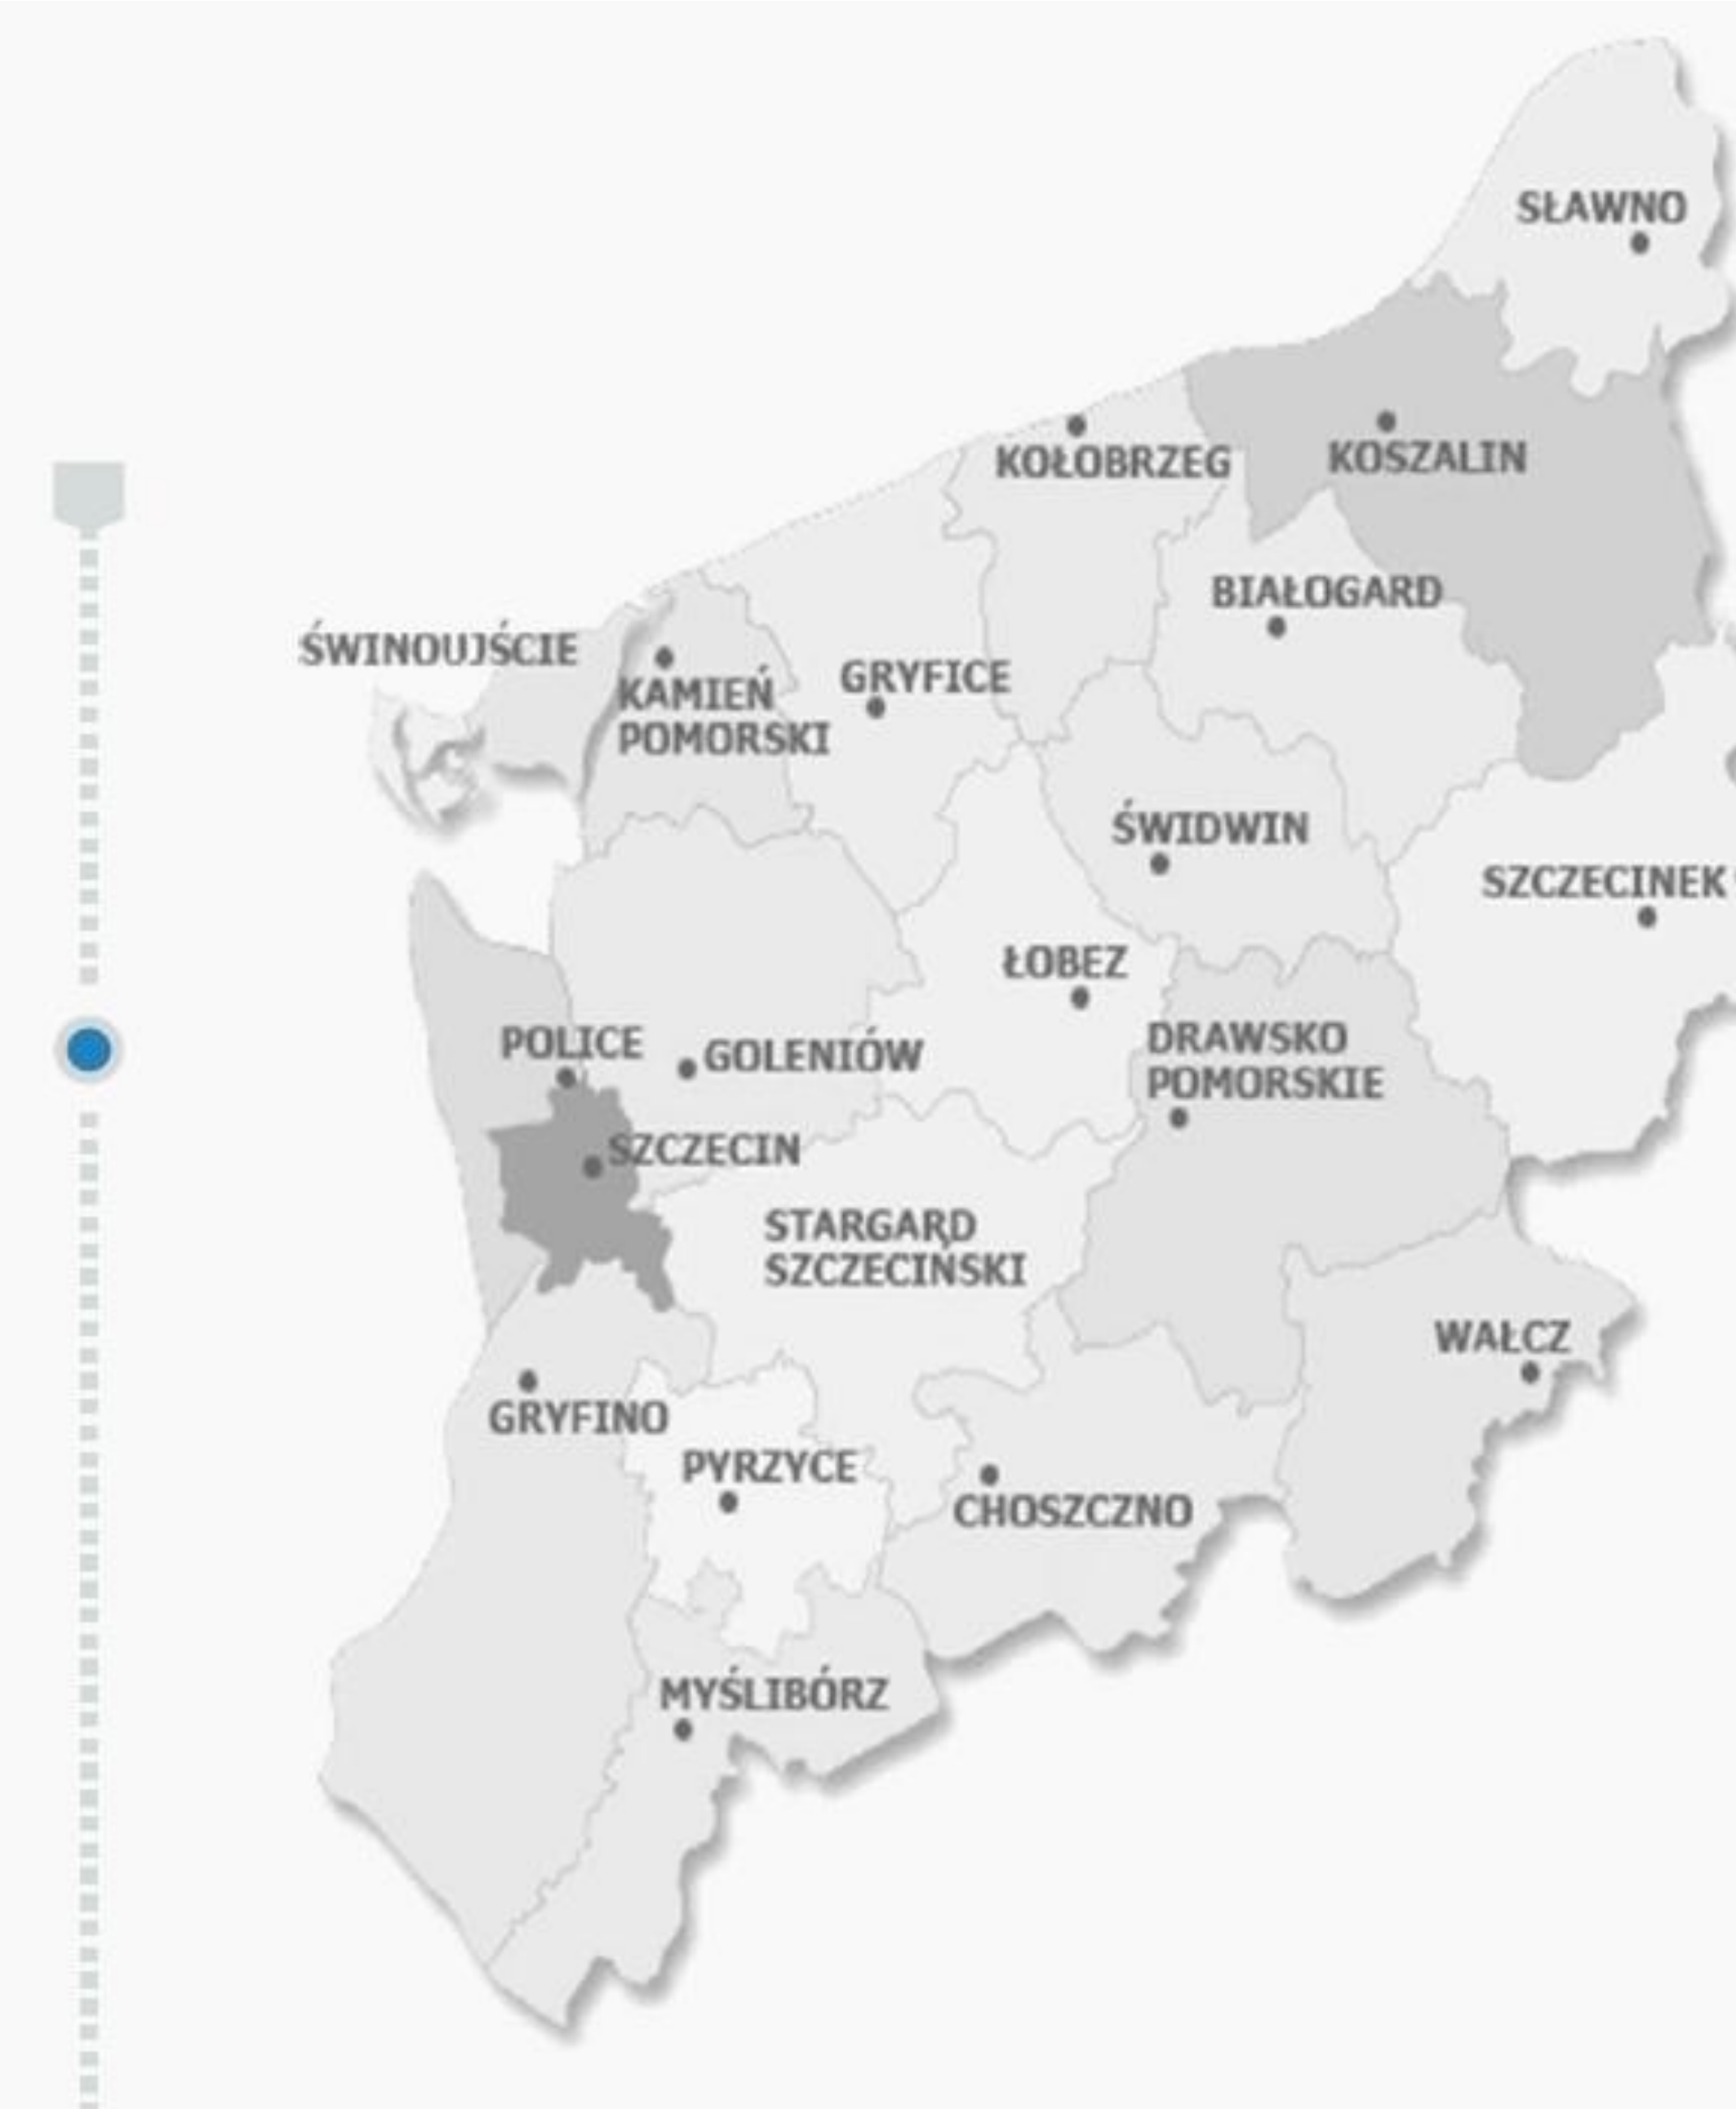 SŁAWNO
KOŁOBRZEG
KOSZALIN
BIAŁOGARD
ŚWINOUJŚCIE
KAMIEŃ
POMORSKI
GRYFICE
ŚWIDWIN
SZCZECINEK
ŁOBEZ
POLICE
GOLENIÓW
DRAWSKO
POMORSKIE
SZCZECIN
STARGARD
SZCZECIŃSKI
WAŁCZ
GRYFINO
PYRZYCE
CHOSZCZNO
MYŚLIBÓRZ